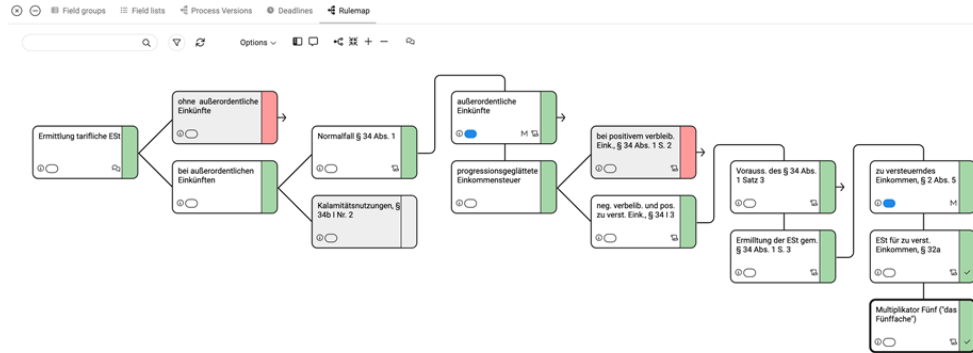 Field groups
Field lists
Process Versions
Deadlines
Rulemap
Options
Ermittlung tarifliche ESt
ohne außerordentliche
Einkünfte
bei außerordentlichen
Einkünften
Normalfall § 34 Abs. 1
Kalamitätsnutzungen, §
34b I Nr. 2
außerordentliche
Einkünfte
M
progressionsgeglättete
Einkommensteuer
bei positivem verbleib.
Eink., § 34 Abs. 1 S. 2
neg. verbelib. und pos.
zu verst. Eink., § 34 I 3
Vorauss. des § 34 Abs.
1 Satz 3
Ermilltung der ESt gem.
§ 34 Abs. 1 S. 3
zu versteuerndes
Einkommen, § 2 Abs. 5
M
ESt für zu verst.
Einkommen, § 32a
Multiplikator Fünf ("das
Fünffache")